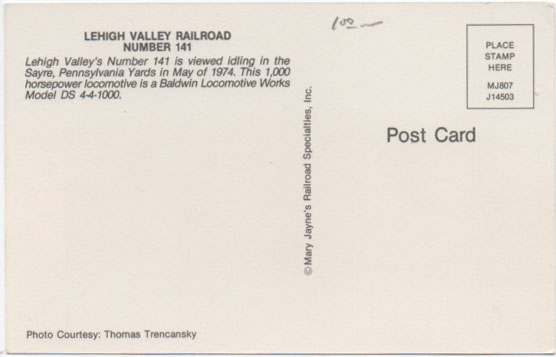 LEHIGH VALLEY RAILROAD
NUMBER 141
Lehigh Valley's Number 141 is viewed idling in the
Sayre, Pennsylvania Yards in May of 1974. This 1,000
horsepower locomotive is a Baldwin Locomotive Works
Model DS 4-4-1000.
Photo Courtesy: Thomas Trencansky
©Mary Jayne's Railroad Specialties, Inc.
1.00
PLACE
STAMP
HERE
MJ807
J14503
Post Card